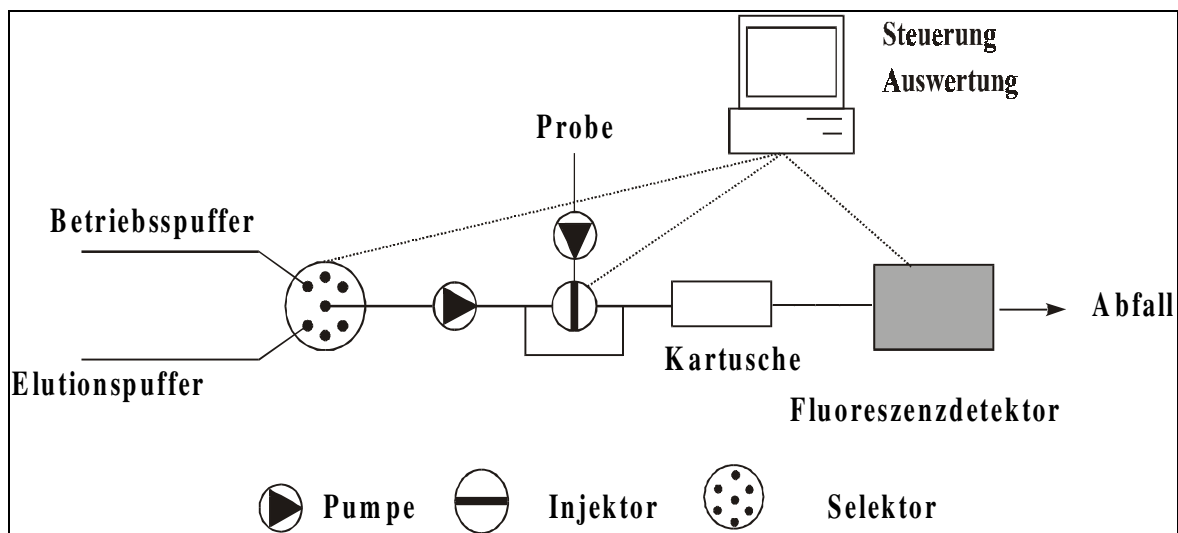 Steuerung
Auswertung
Probe
Betriebsspuffer
Elutionspuffer
Kartusche
Abfall
Fluoreszenzdetektor
Pumpe Injektor Selektor